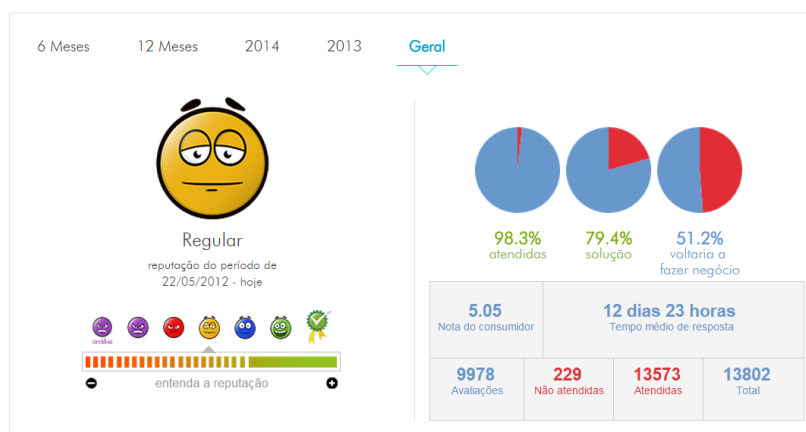 6 Meses
12 Meses
2014
2013
Geral
Regular
reputação do período de
22/05/2012 - hoje
análise
entenda a reputação
98.3%
atendidas
79.4%
solução
51.2%
voltaria a
fazer negócio
5.05
Nota do consumidor
12 dias 23 horas
Tempo médio de resposta
9978
Avaliações
229
Não atendidas
13573
Atendidas
13802
Total